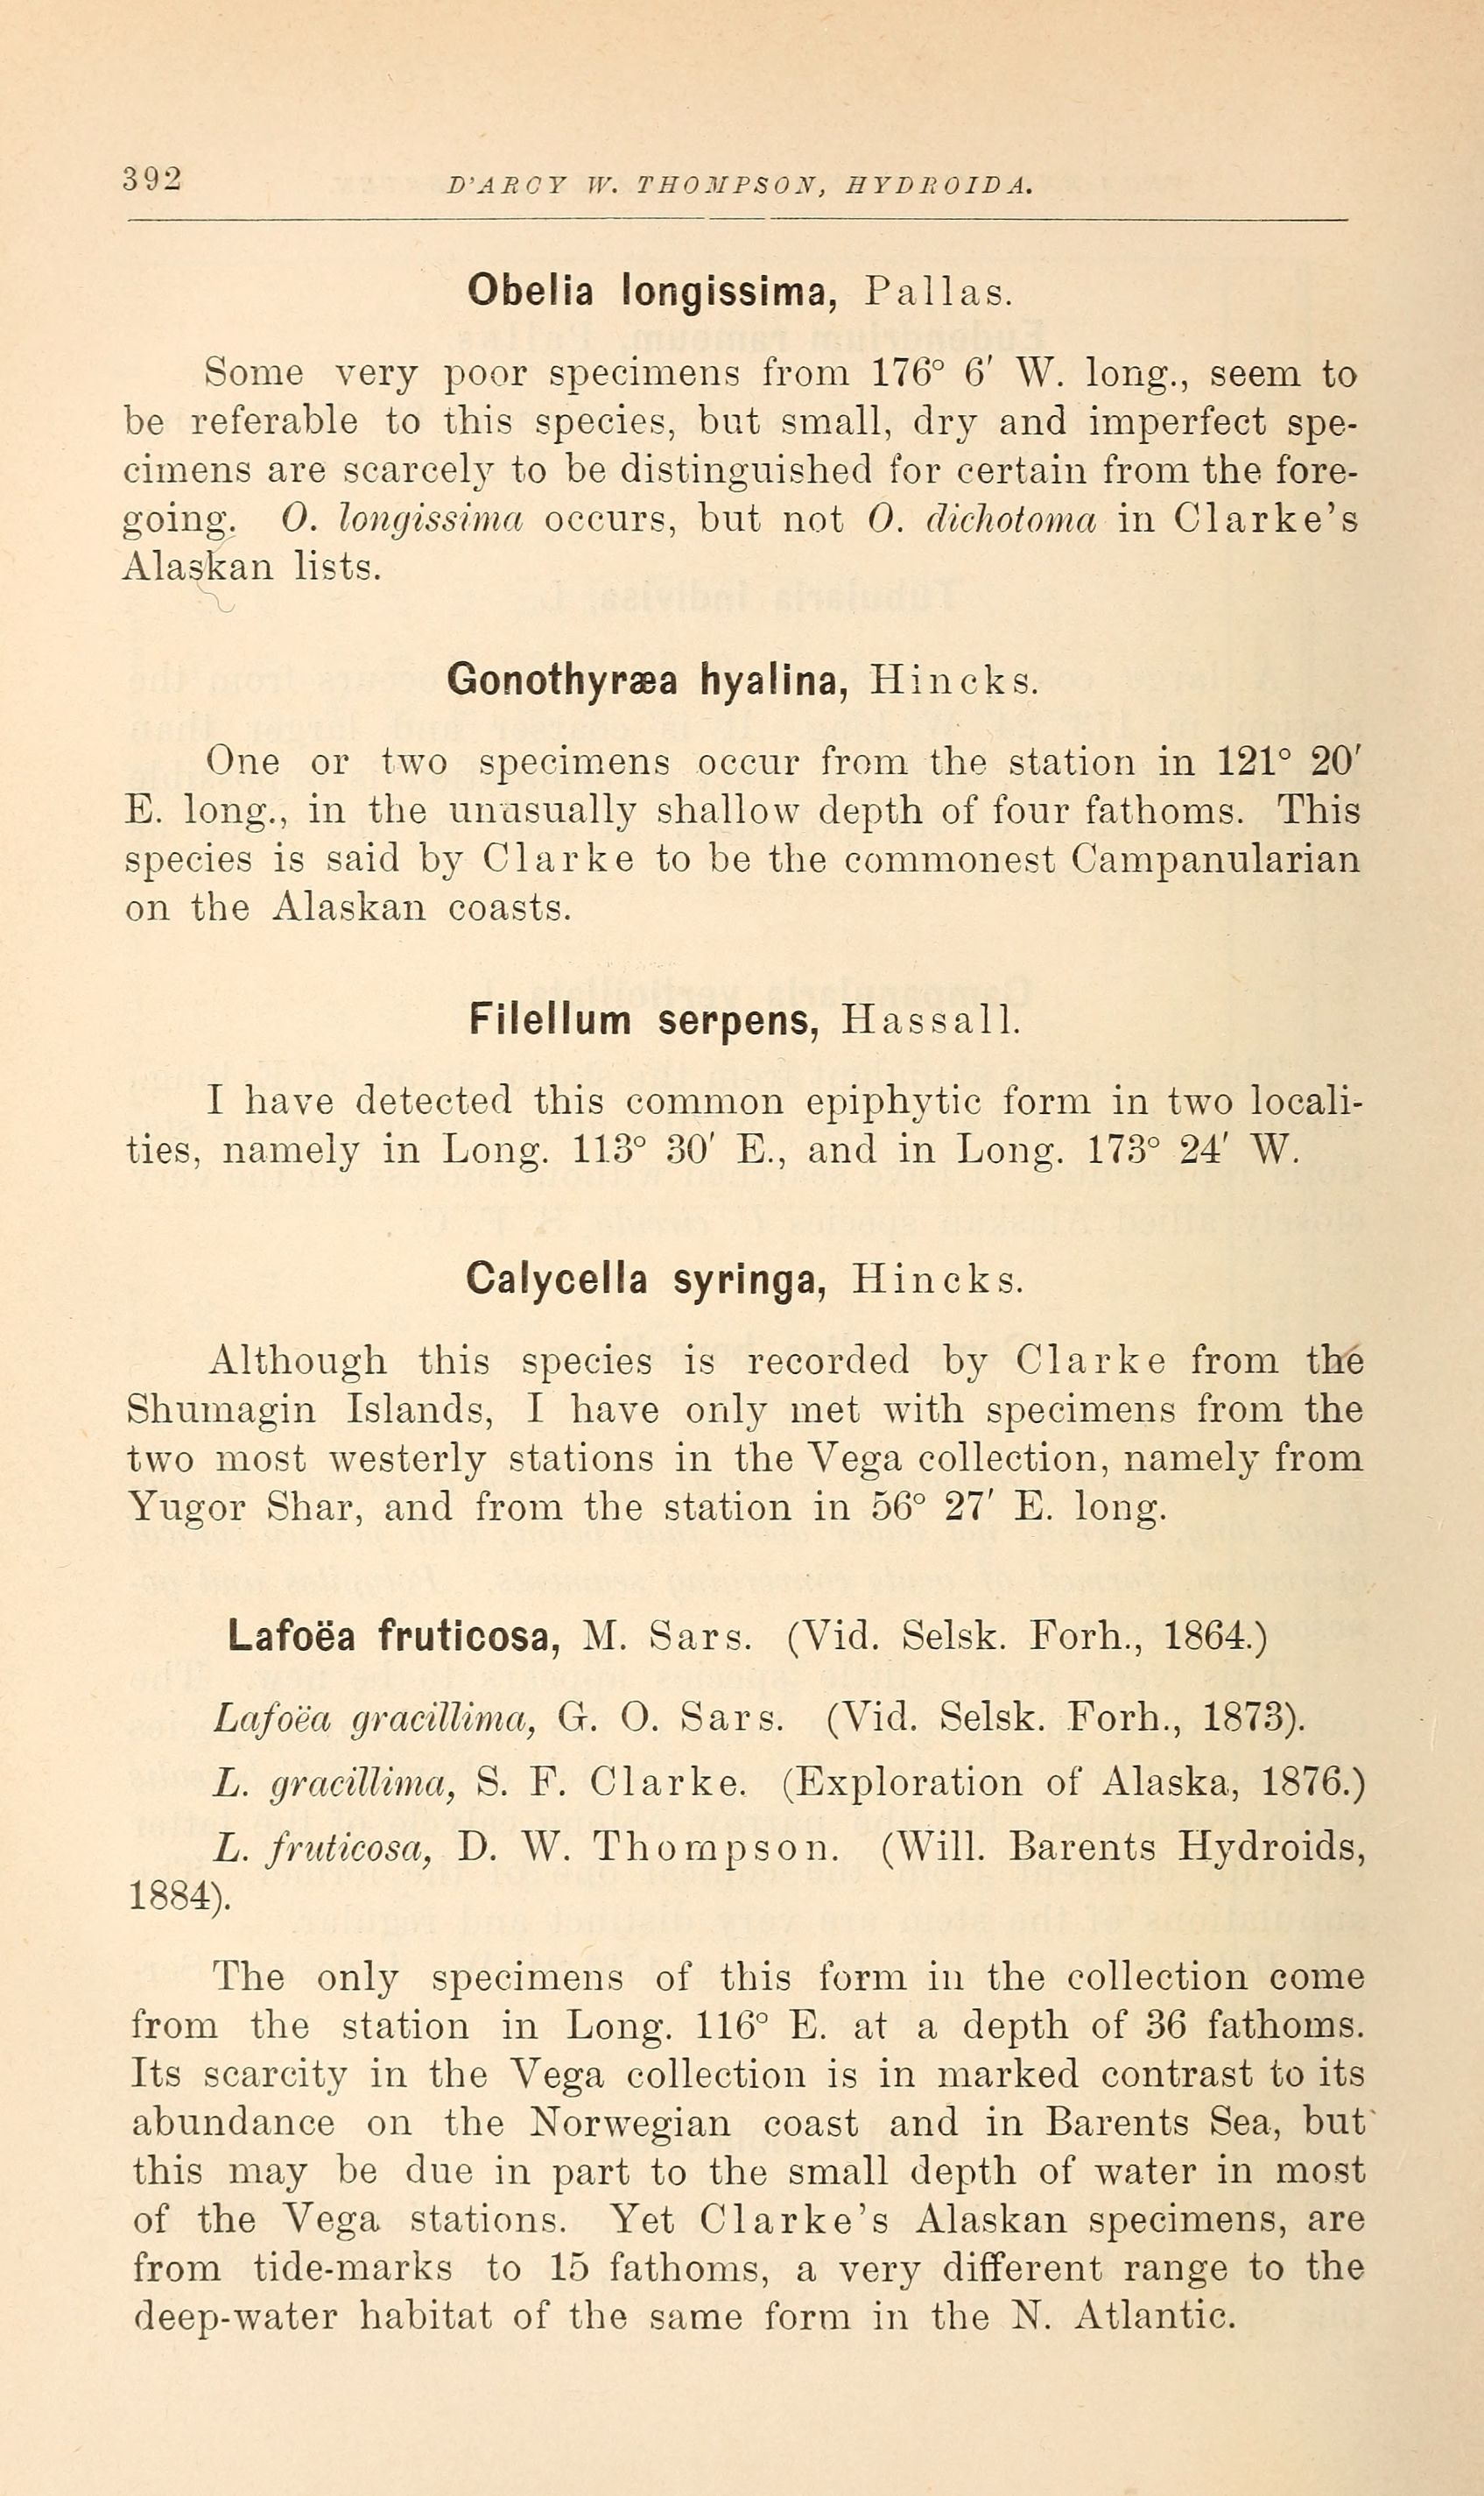 392
D'ARCY W. THOMPSON, HYDROIDA.
Obelia longissima, Pallas.
Some very poor specimens from 176° 6′ W. long., seem to
be referable to this species, but small, dry and imperfect spe-
cimens are scarcely to be distinguished for certain from the fore-
going. O. longissima occurs, but not O. dichotoma in Clarke's
Alaskan lists.
Gonothyræa hyalina, Hincks.
One or two specimens occur from the station in 121° 20′
E. long., in the unusually shallow depth of four fathoms. This
species is said by Clarke to be the commonest Campanularian
on the Alaskan coasts.
Filellum serpens, Hassall.
I have detected this common epiphytic form in two locali-
ties, namely in Long. 113° 30′ E., and in Long. 173° 24′ W.
Calycella syringa, Hincks.
Although this species is recorded by Clarke from the
Shumagin Islands, I have only met with specimens from the
two most westerly stations in the Vega collection, namely from
Yugor Shar, and from the station in 56° 27′ E. long.
Lafoëa fruticosa, M. Sars. (Vid. Selsk. Forh., 1864.)
Lafoëa gracillima, G. O. Sars. (Vid. Selsk. Forh., 1873).
L. gracillima, S. F. Clarke. (Exploration of Alaska, 1876.)
L. fruticosa, D. W. Thompson. (Will. Barents Hydroids,
1884).
The only specimens of this form in the collection come
from the station in Long. 116° E. at a depth of 36 fathoms.
Its scarcity in the Vega collection is in marked contrast to its
abundance on the Norwegian coast and in Barents Sea, but
this may be due in part to the small depth of water in most
of the Vega stations. Yet Clarke's Alaskan specimens, are
from tide-marks to 15 fathoms, a very different range to the
deep-water habitat of the same form in the N. Atlantic.